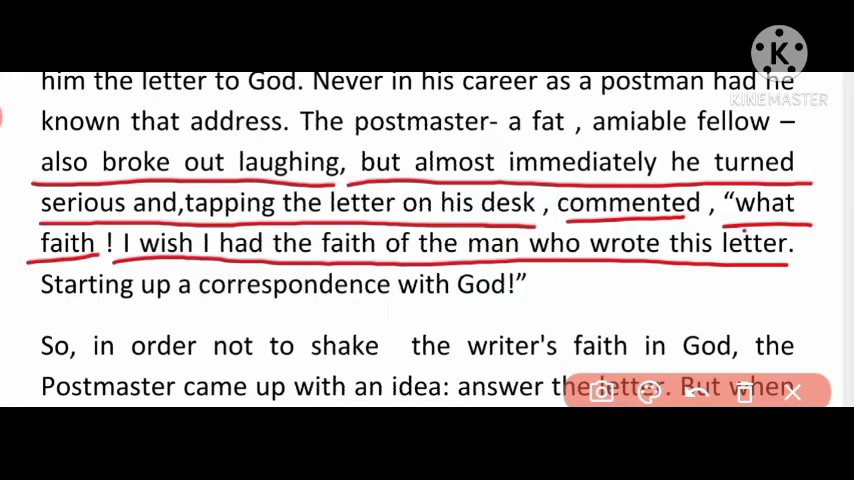 K
KINEMASTER
him the letter to God. Never in his career as a postman had he
known that address. The postmaster- a fat , amiable fellow –
also broke out laughing, but almost immediately he turned
serious and,tapping the letter on his desk , commented , “what
faith ! I wish I had the faith of the man who wrote this letter.
Starting up a correspondence with God!”
So, in order not to shake the writer's faith in God, the
Postmaster came up with an idea: answer the letter. But when